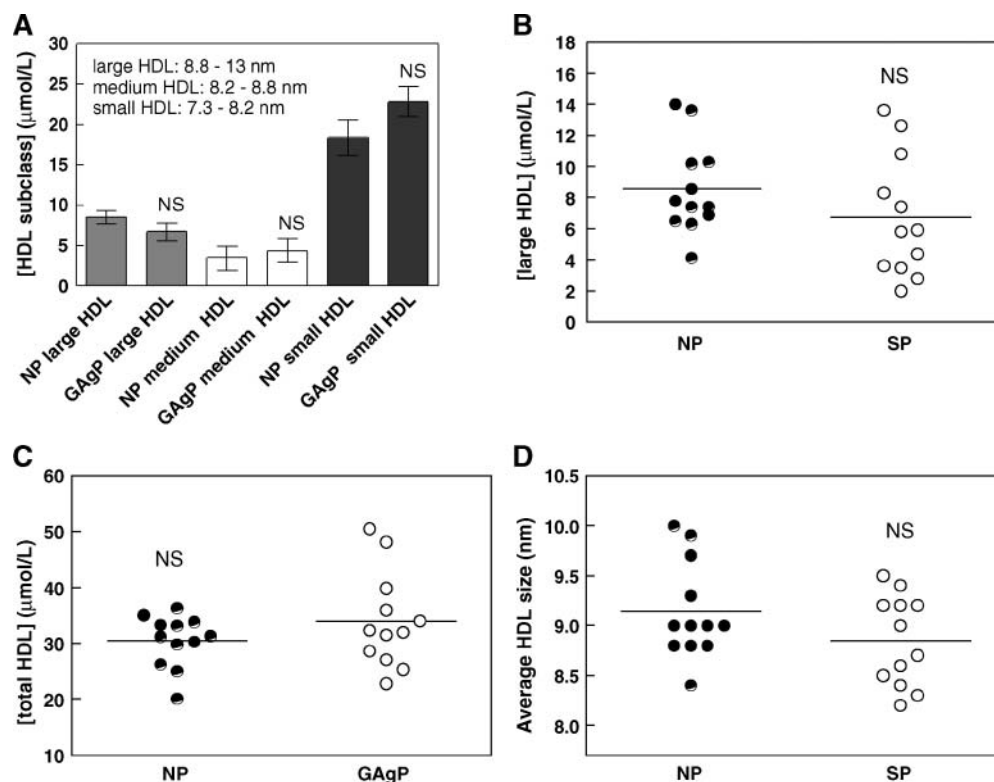 A
[HDL subclass] (μmol/L)
30
25
20
15
10
5
0
large HDL: 8.8 - 13 nm
medium HDL: 8.2 - 8.8 nm
small HDL: 7.3 - 8.2 nm
NS
NS
NS
NP large HDL
GAgP large HDL
NP medium HDL
GAgP medium HDL
NP small HDL
GAgP small HDL
B
[large HDL] (μmol/L)
18
16
14
12
10
8
6
4
2
0
NS
NP
SP
C
[total HDL] (μmol/L)
60
50
40
30
20
10
NS
NP
GAgP
D
Average HDL size (nm)
10.5
10.0
9.5
9.0
8.5
8.0
NS
NP
SP